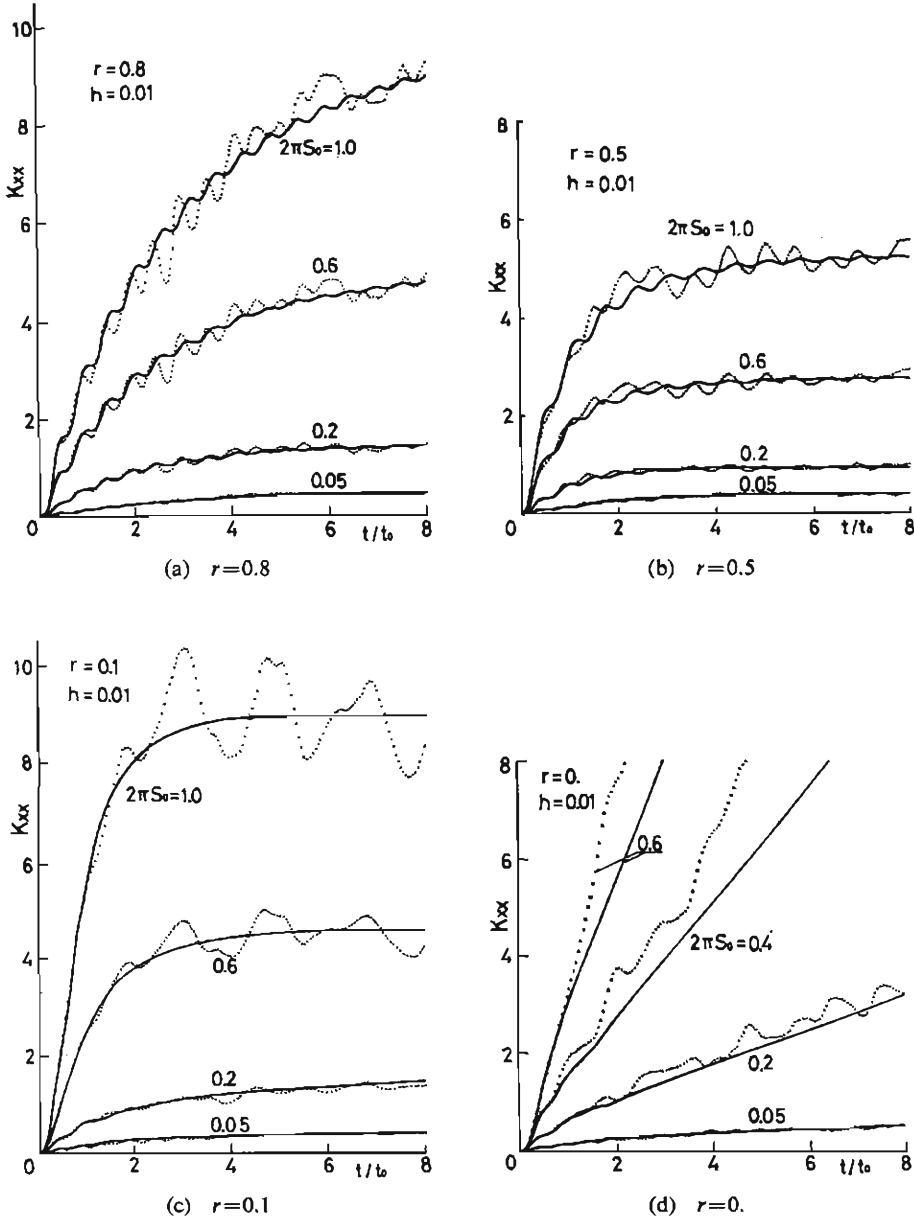 10
r=0.8
h=0.01
8
2πS₀=1.0
Kxx
6
0.6
4
2
0.2
0.05
0 2 4 6 t/t₀ 8
(a) r=0.8
8
r=0.5
h=0.01
6
2πS₀=1.0
Kxx
4
0.6
2
0.2
0.05
0 2 4 6 t/t₀ 8
(b) r=0.5
10
r=0.1
h=0.01
8
2πS₀=1.0
Kxx
6
4
0.6
2
0.2
0.05
0 2 4 6 t/t₀ 8
(c) r=0.1
8
r=0.
h=0.01
6
0.6
Kxx
4
2πS₀=0.4
2
0.2
0.05
0 2 4 6 t/t₀ 8
(d) r=0.